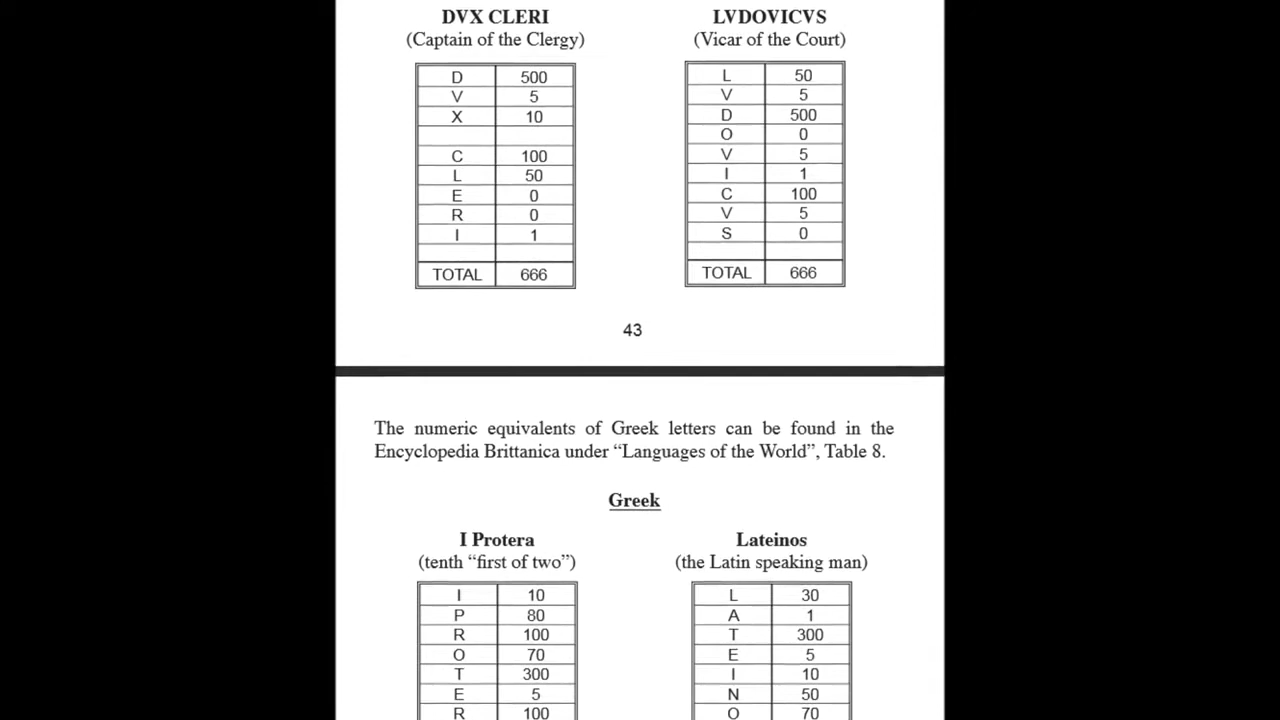 DVX CLERI
(Captain of the Clergy)
D 500
V 5
X 10
C 100
L 50
E 0
R 0
I 1
TOTAL 666
LVDOVICVS
(Vicar of the Court)
L 50
V 5
D 500
O 0
V 5
I 1
C 100
V 5
S 0
TOTAL 666
43
The numeric equivalents of Greek letters can be found in the
Encyclopedia Brittanica under “Languages of the World”, Table 8.
Greek
I Protera
(tenth “first of two”)
I 10
P 80
R 100
O 70
T 300
E 5
R 100
Lateinos
(the Latin speaking man)
L 30
A 1
T 300
E 5
I 10
N 50
O 70